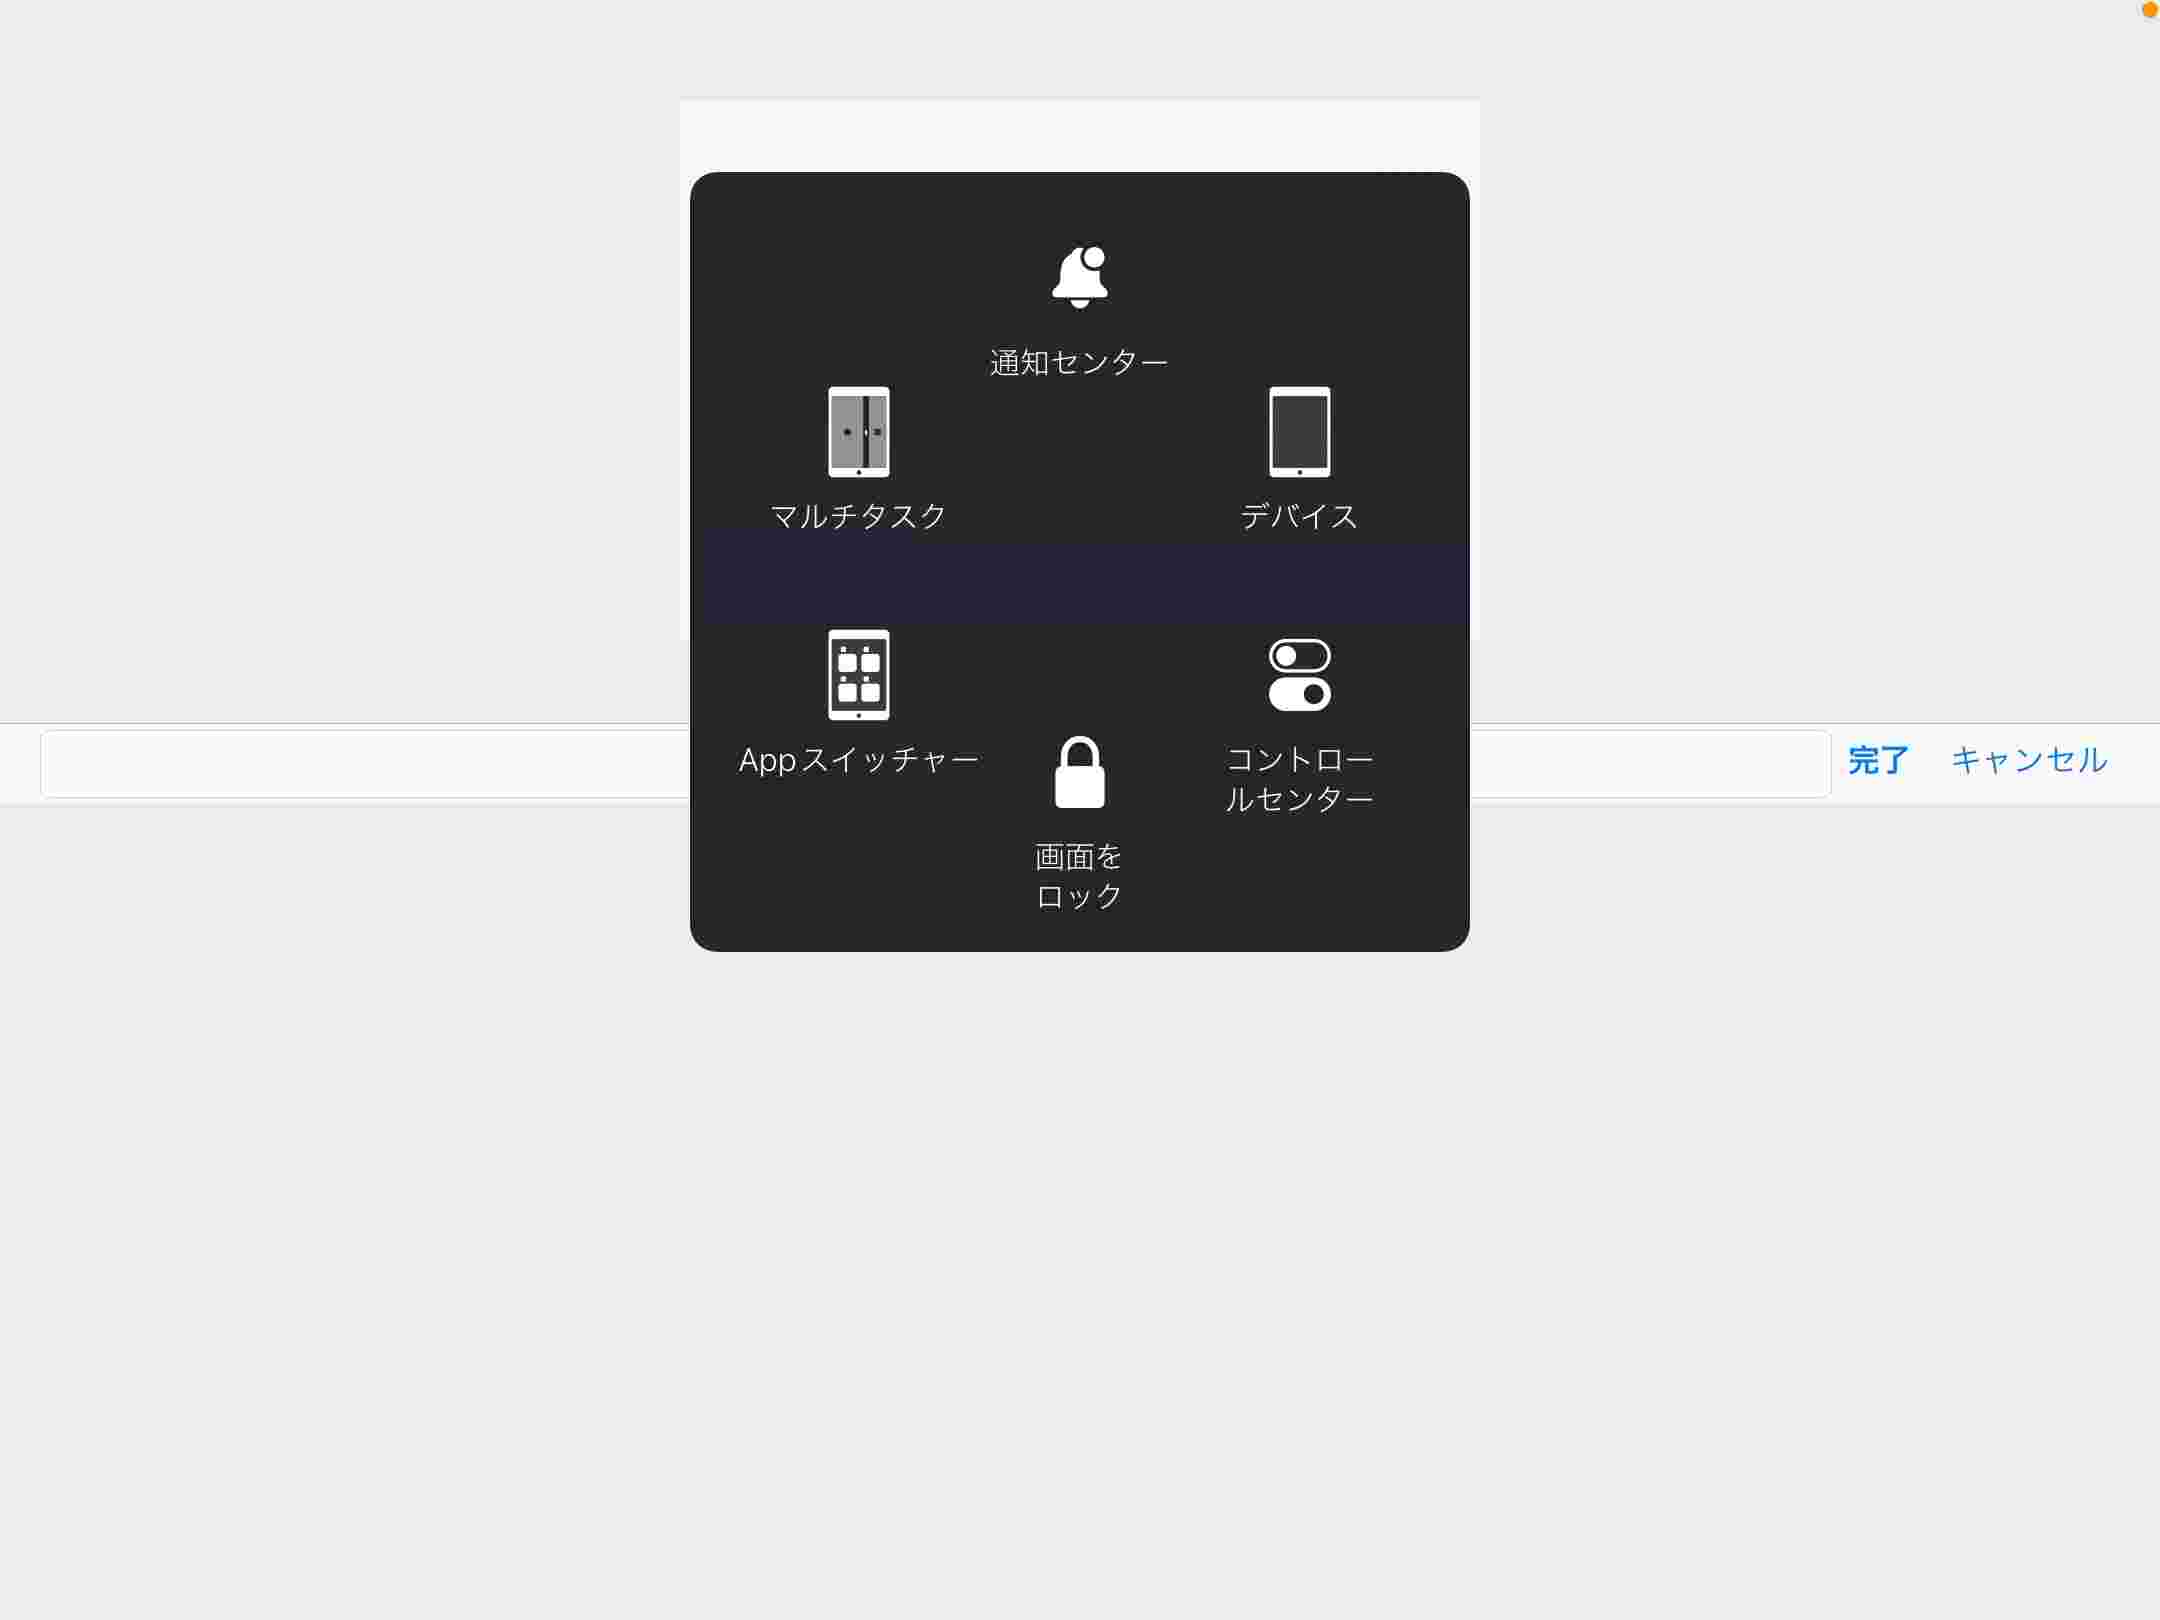 通知センター
マルチタスク
デバイス
Appスイッチャー
コントロー
ルセンター
画面を
ロック
完了
キャンセル